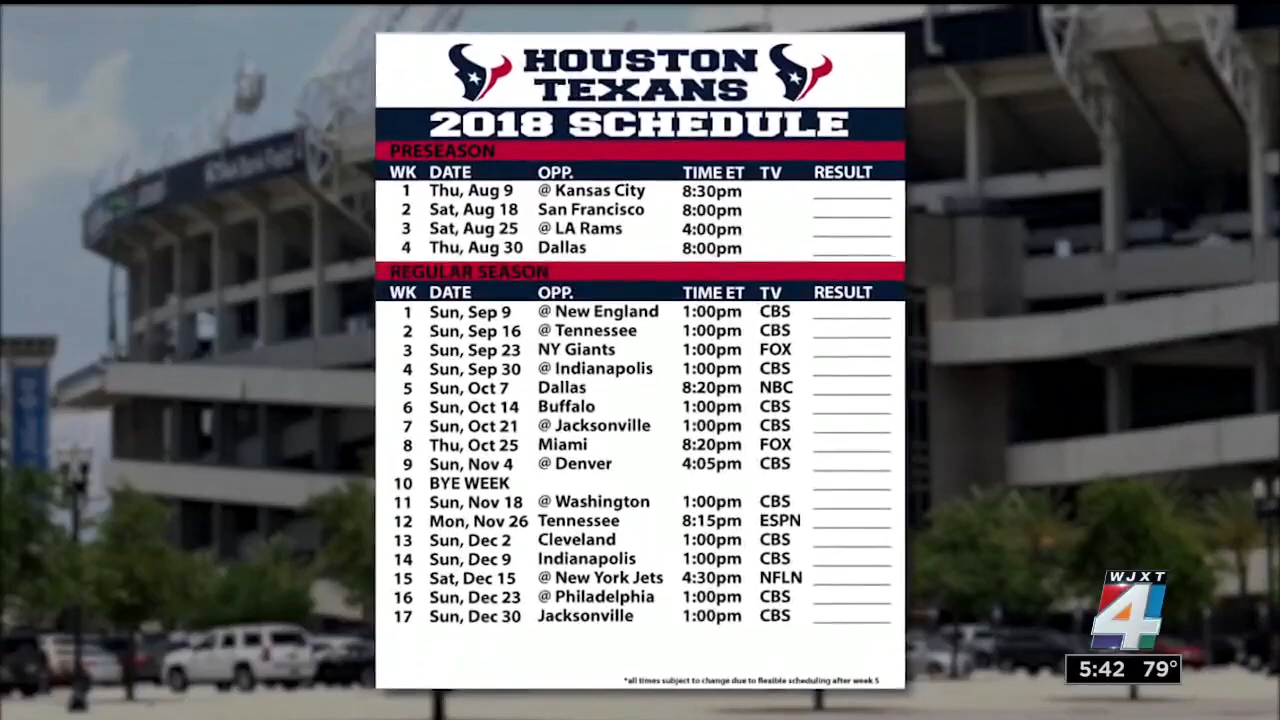 HOUSTON
TEXANS
2018 SCHEDULE
PRESEASON
WK DATE OPP. TIME ET TV RESULT
1 Thu, Aug 9 @ Kansas City 8:30pm
2 Sat, Aug 18 San Francisco 8:00pm
3 Sat, Aug 25 @ LA Rams 4:00pm
4 Thu, Aug 30 Dallas 8:00pm
REGULAR SEASON
WK DATE OPP. TIME ET TV RESULT
1 Sun, Sep 9 @ New England 1:00pm CBS
2 Sun, Sep 16 @ Tennessee 1:00pm CBS
3 Sun, Sep 23 NY Giants 1:00pm FOX
4 Sun, Sep 30 @ Indianapolis 1:00pm CBS
5 Sun, Oct 7 Dallas 8:20pm NBC
6 Sun, Oct 14 Buffalo 1:00pm CBS
7 Sun, Oct 21 @ Jacksonville 1:00pm CBS
8 Thu, Oct 25 Miami 8:20pm FOX
9 Sun, Nov 4 @ Denver 4:05pm CBS
10 BYE WEEK
11 Sun, Nov 18 @ Washington 1:00pm CBS
12 Mon, Nov 26 Tennessee 8:15pm ESPN
13 Sun, Dec 2 Cleveland 1:00pm CBS
14 Sun, Dec 9 Indianapolis 1:00pm CBS
15 Sat, Dec 15 @ New York Jets 4:30pm NFLN
16 Sun, Dec 23 @ Philadelphia 1:00pm CBS
17 Sun, Dec 30 Jacksonville 1:00pm CBS
*all times subject to change due to flexible scheduling after week 5
WJXT
4
5:42 79°